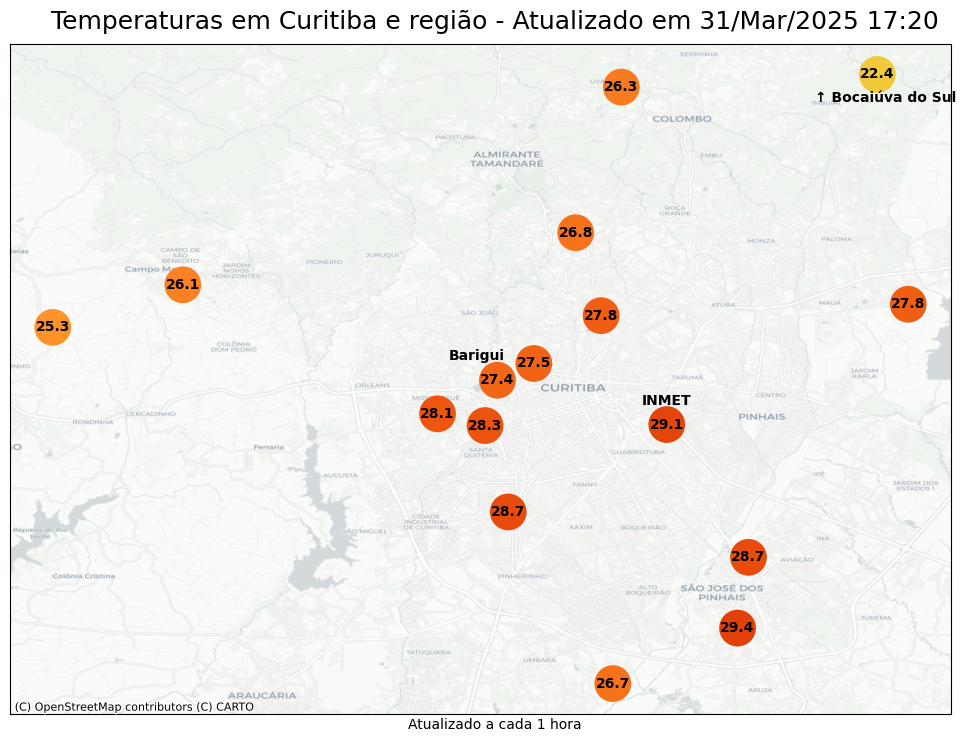 Temperaturas em Curitiba e região - Atualizado em 31/Mar/2025 17:20
SERRINHA
22.4
26.3
↑ Bocaiúva do Sul
COLOMBO
PACOTUBA
ALMIRANTE
TAMANDARÉ
EMBU
ROÇA
GRANDE
26.8
MONZA
PALOMA
CAMPO DE
SÃO
BENEDITO
JURUQUI
PIONEIRO
JARDIM
NOVOS
HORIZONTES
26.1
27.8
ATUBA
MAUÁ
SÃO JOÃO
27.8
25.3
COLÔNIA
DOM PEDRO
Barigui
27.5
27.4
JARDIM
KARLA
TARUMÃ
ORLEANS
CURITIBA
CENTRO
INMET
28.1
CERCADINHO
RONDINHA
PINHAIS
28.3
29.1
Ferraria
SANTA
QUITÉRIA
GUABIROTUBA
AUGUSTA
IPÊ
FANNY
JARDIM DOS
ESTADOS I
28.7
CIDADE
INDUSTRIAL
DE CURITIBA
SÃO MIGUEL
XAXIM
BOQUEIRÃO
Represa do Rio
Verde
INÁ
28.7
AVIAÇÃO
Colônia Cristina
PINHEIRINHO
ALTO
BOQUEIRÃO
SÃO JOSÉ DOS
PINHAIS
JUREMA
29.4
TATUQUARA
UMBARÁ
26.7
ARUJÁ
ARAUCÁRIA
(C) OpenStreetMap contributors (C) CARTO
Atualizado a cada 1 hora